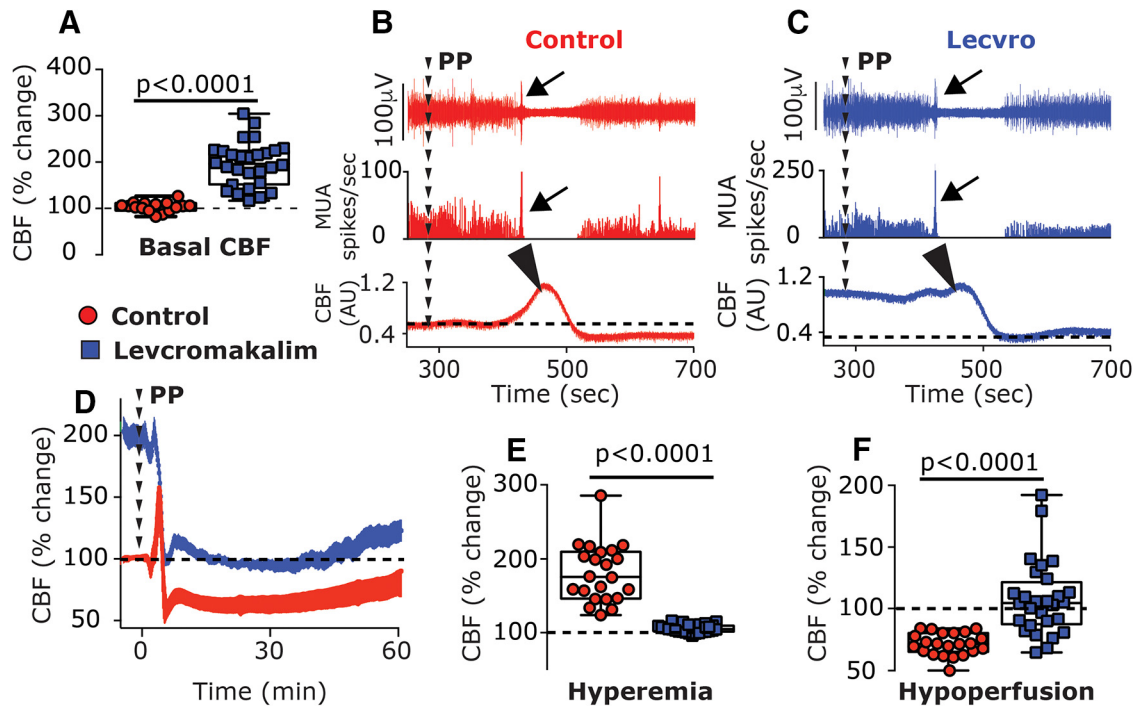 A
CBF (% change)
400
300
200
100
0
p<0.0001
Basal CBF
Control
Levcromakalim
B
Control
PP
100µV
MUA
spikes/sec
100
0
CBF
(AU)
1.2
0.4
300
500
700
Time (sec)
C
Lecvro
PP
100µV
MUA
spikes/sec
250
0
CBF
(AU)
1.2
0.4
300
500
700
Time (sec)
D
PP
CBF (% change)
200
150
100
50
0
30
60
Time (min)
E
p<0.0001
CBF (% change)
300
200
100
Hyperemia
F
p<0.0001
CBF (% change)
200
150
100
50
Hypoperfusion